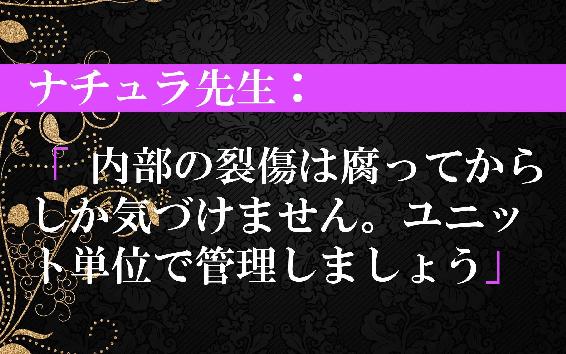 ナチュラ先生：
「 内部の裂傷は腐ってから
しか気づけません。ユニッ
ト単位で管理しましょう」